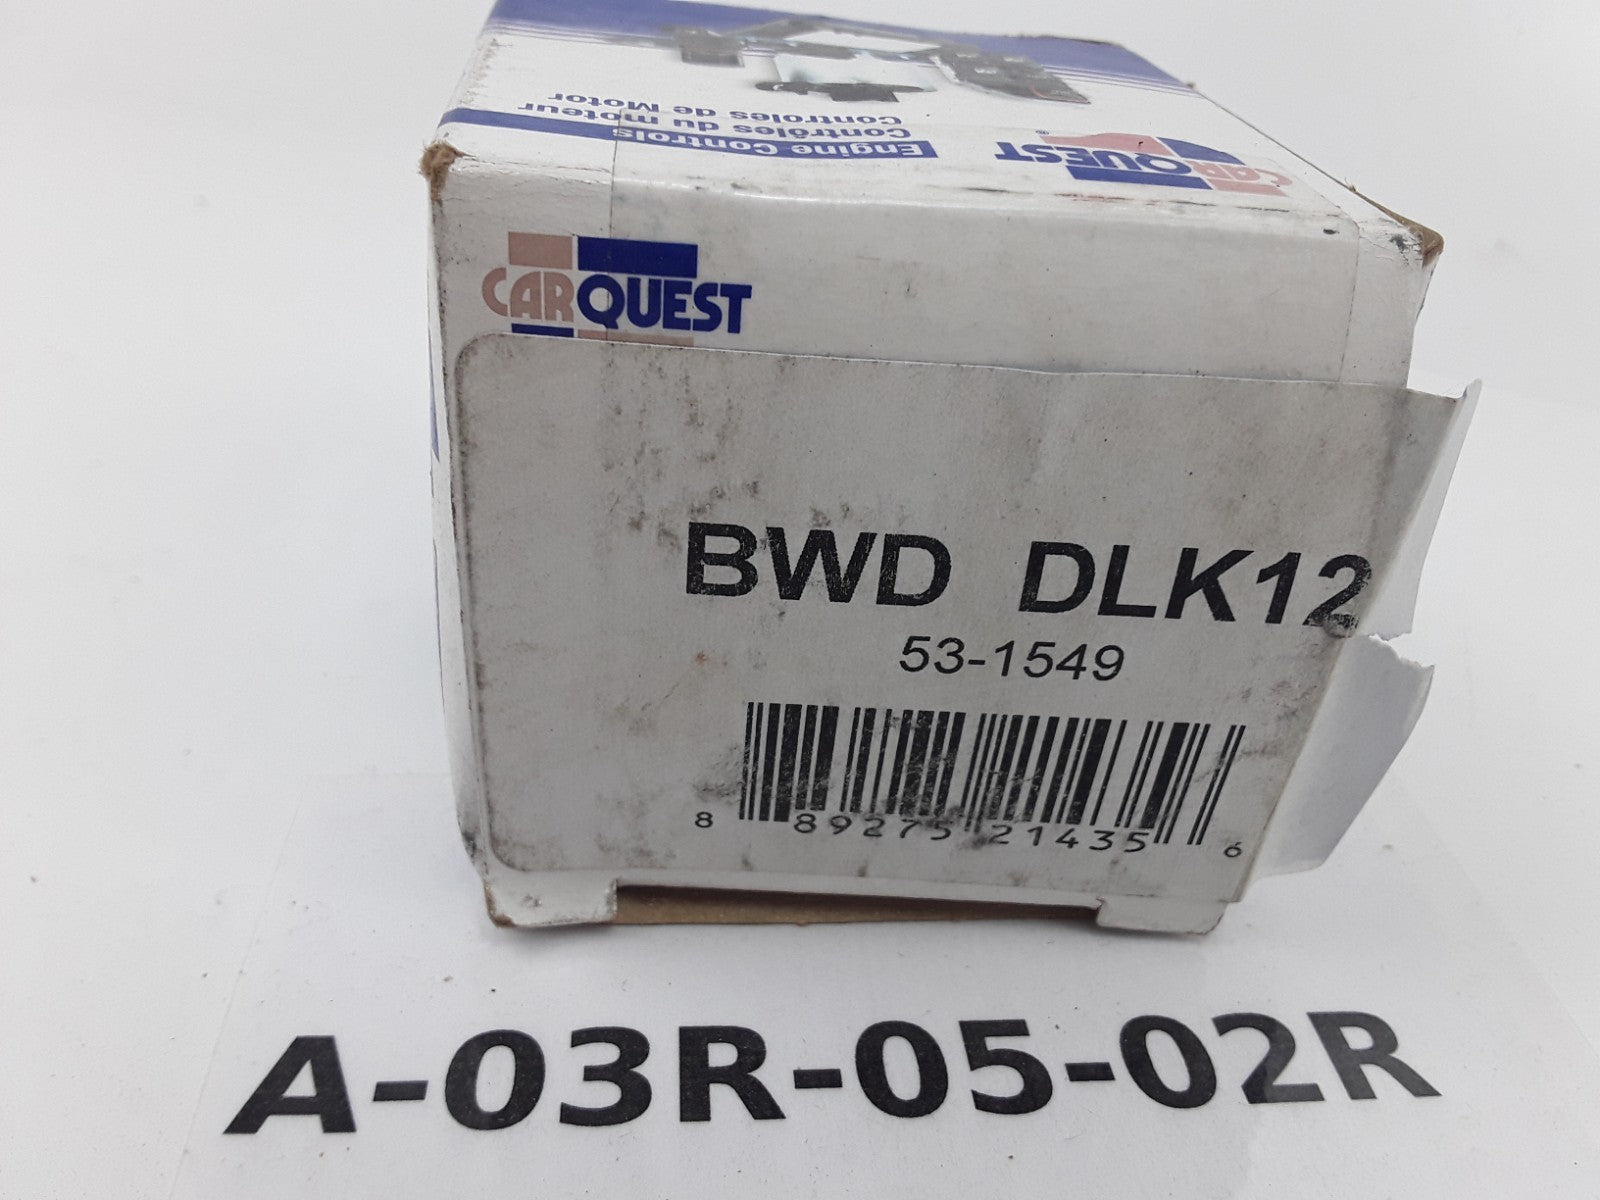 Controles de Motor
Contrôles du moteur
Engine Controls
CARQUEST®
CARQUEST
BWD DLK12
53-1549
8 89275 21435 6
A-03R-05-02R